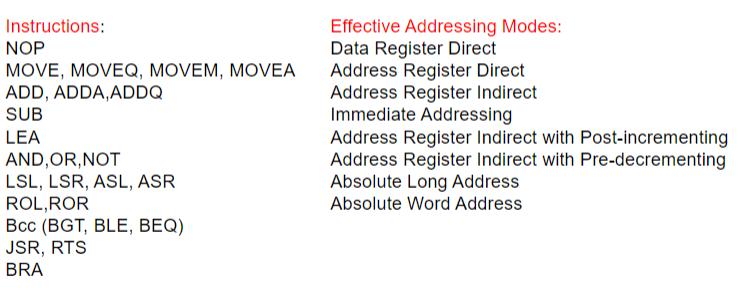 Instructions:
NOP
MOVE, MOVEQ, MOVEM, MOVEA
ADD, ADDA,ADDQ
SUB
LEA
AND,OR,NOT
LSL, LSR, ASL, ASR
ROL,ROR
Bcc (BGT, BLE, BEQ)
JSR, RTS
BRA
Effective Addressing Modes:
Data Register Direct
Address Register Direct
Address Register Indirect
Immediate Addressing
Address Register Indirect with Post-incrementing
Address Register Indirect with Pre-decrementing
Absolute Long Address
Absolute Word Address